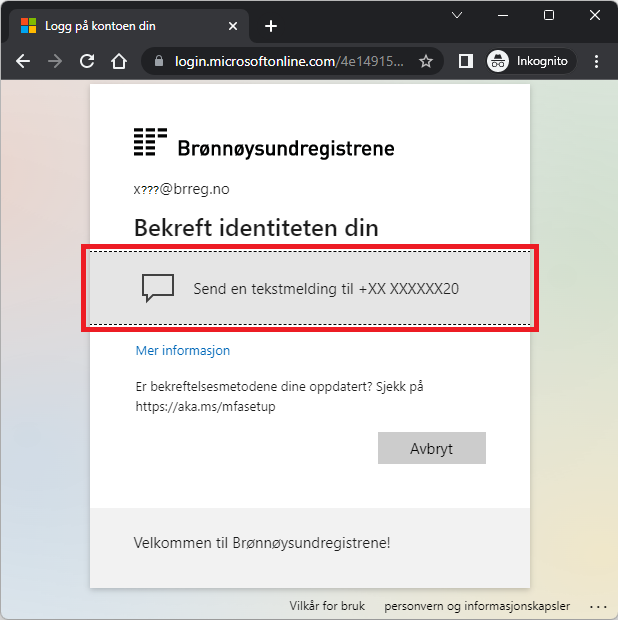 Logg på kontoen din
login.microsoftonline.com/4e14915...
Inkognito
Brønnøysundregistrene
x???@brreg.no
Bekreft identiteten din
Send en tekstmelding til +XX XXXXXX20
Mer informasjon
Er bekreftelsesmetodene dine oppdatert? Sjekk på
https://aka.ms/mfasetup
Avbryt
Velkommen til Brønnøysundregistrene!
Vilkår for bruk personvern og informasjonskapsler ...